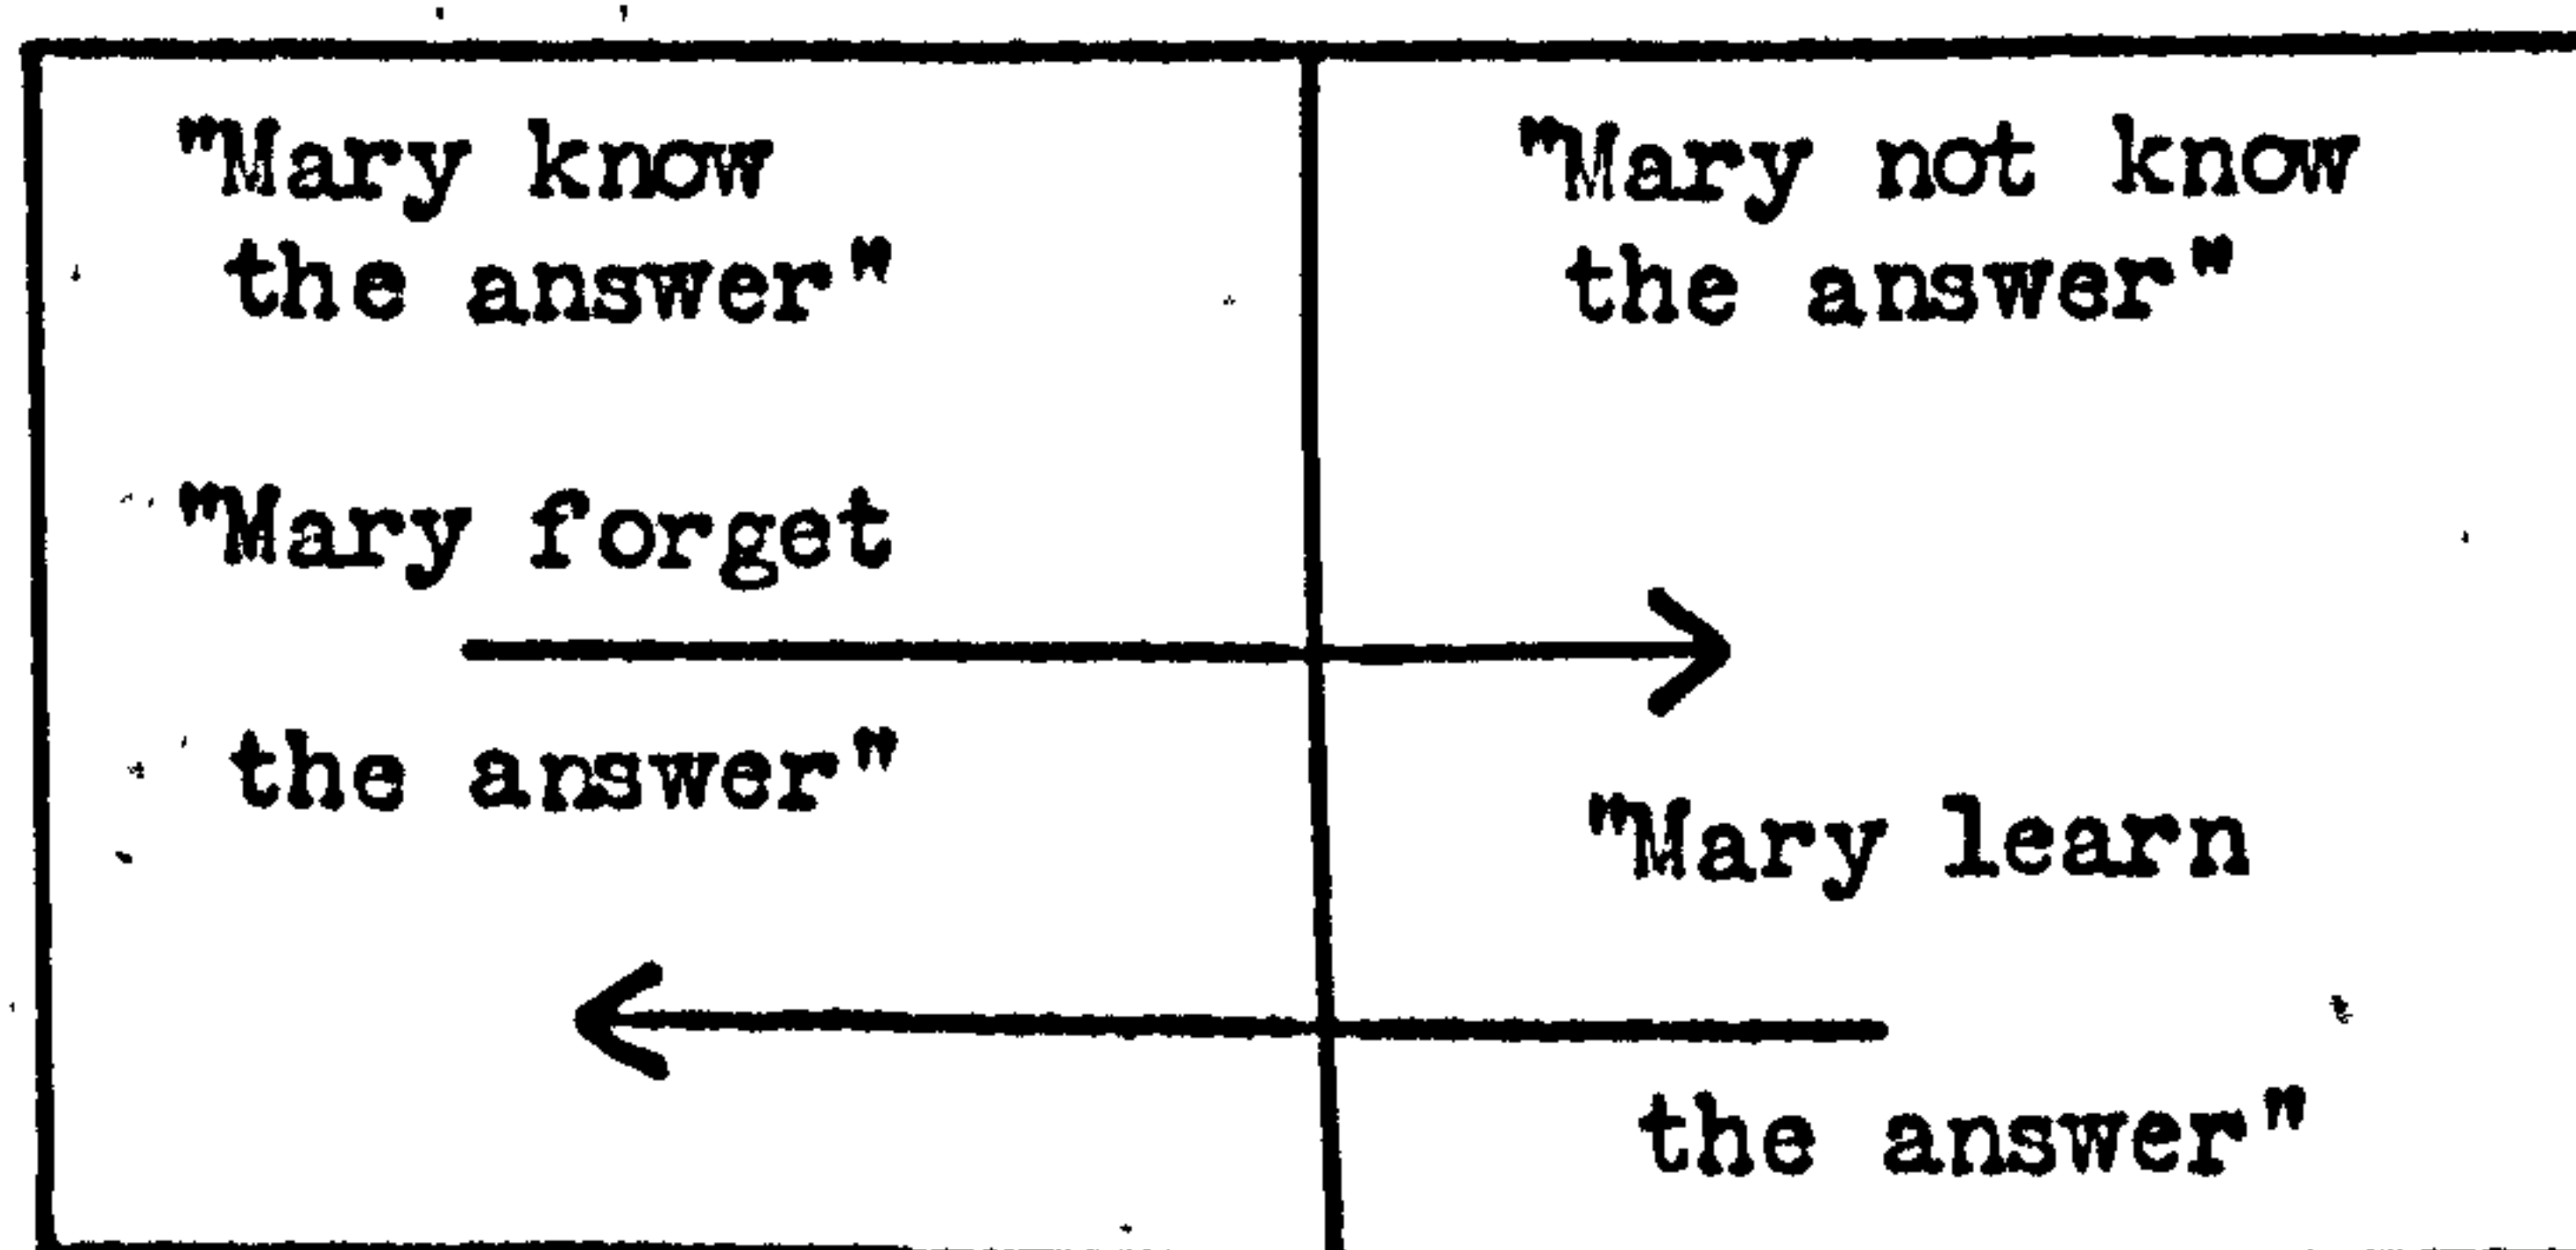 "Mary know
the answer"
"Mary forget
the answer"
"Mary not know
the answer"
"Mary learn
the answer"